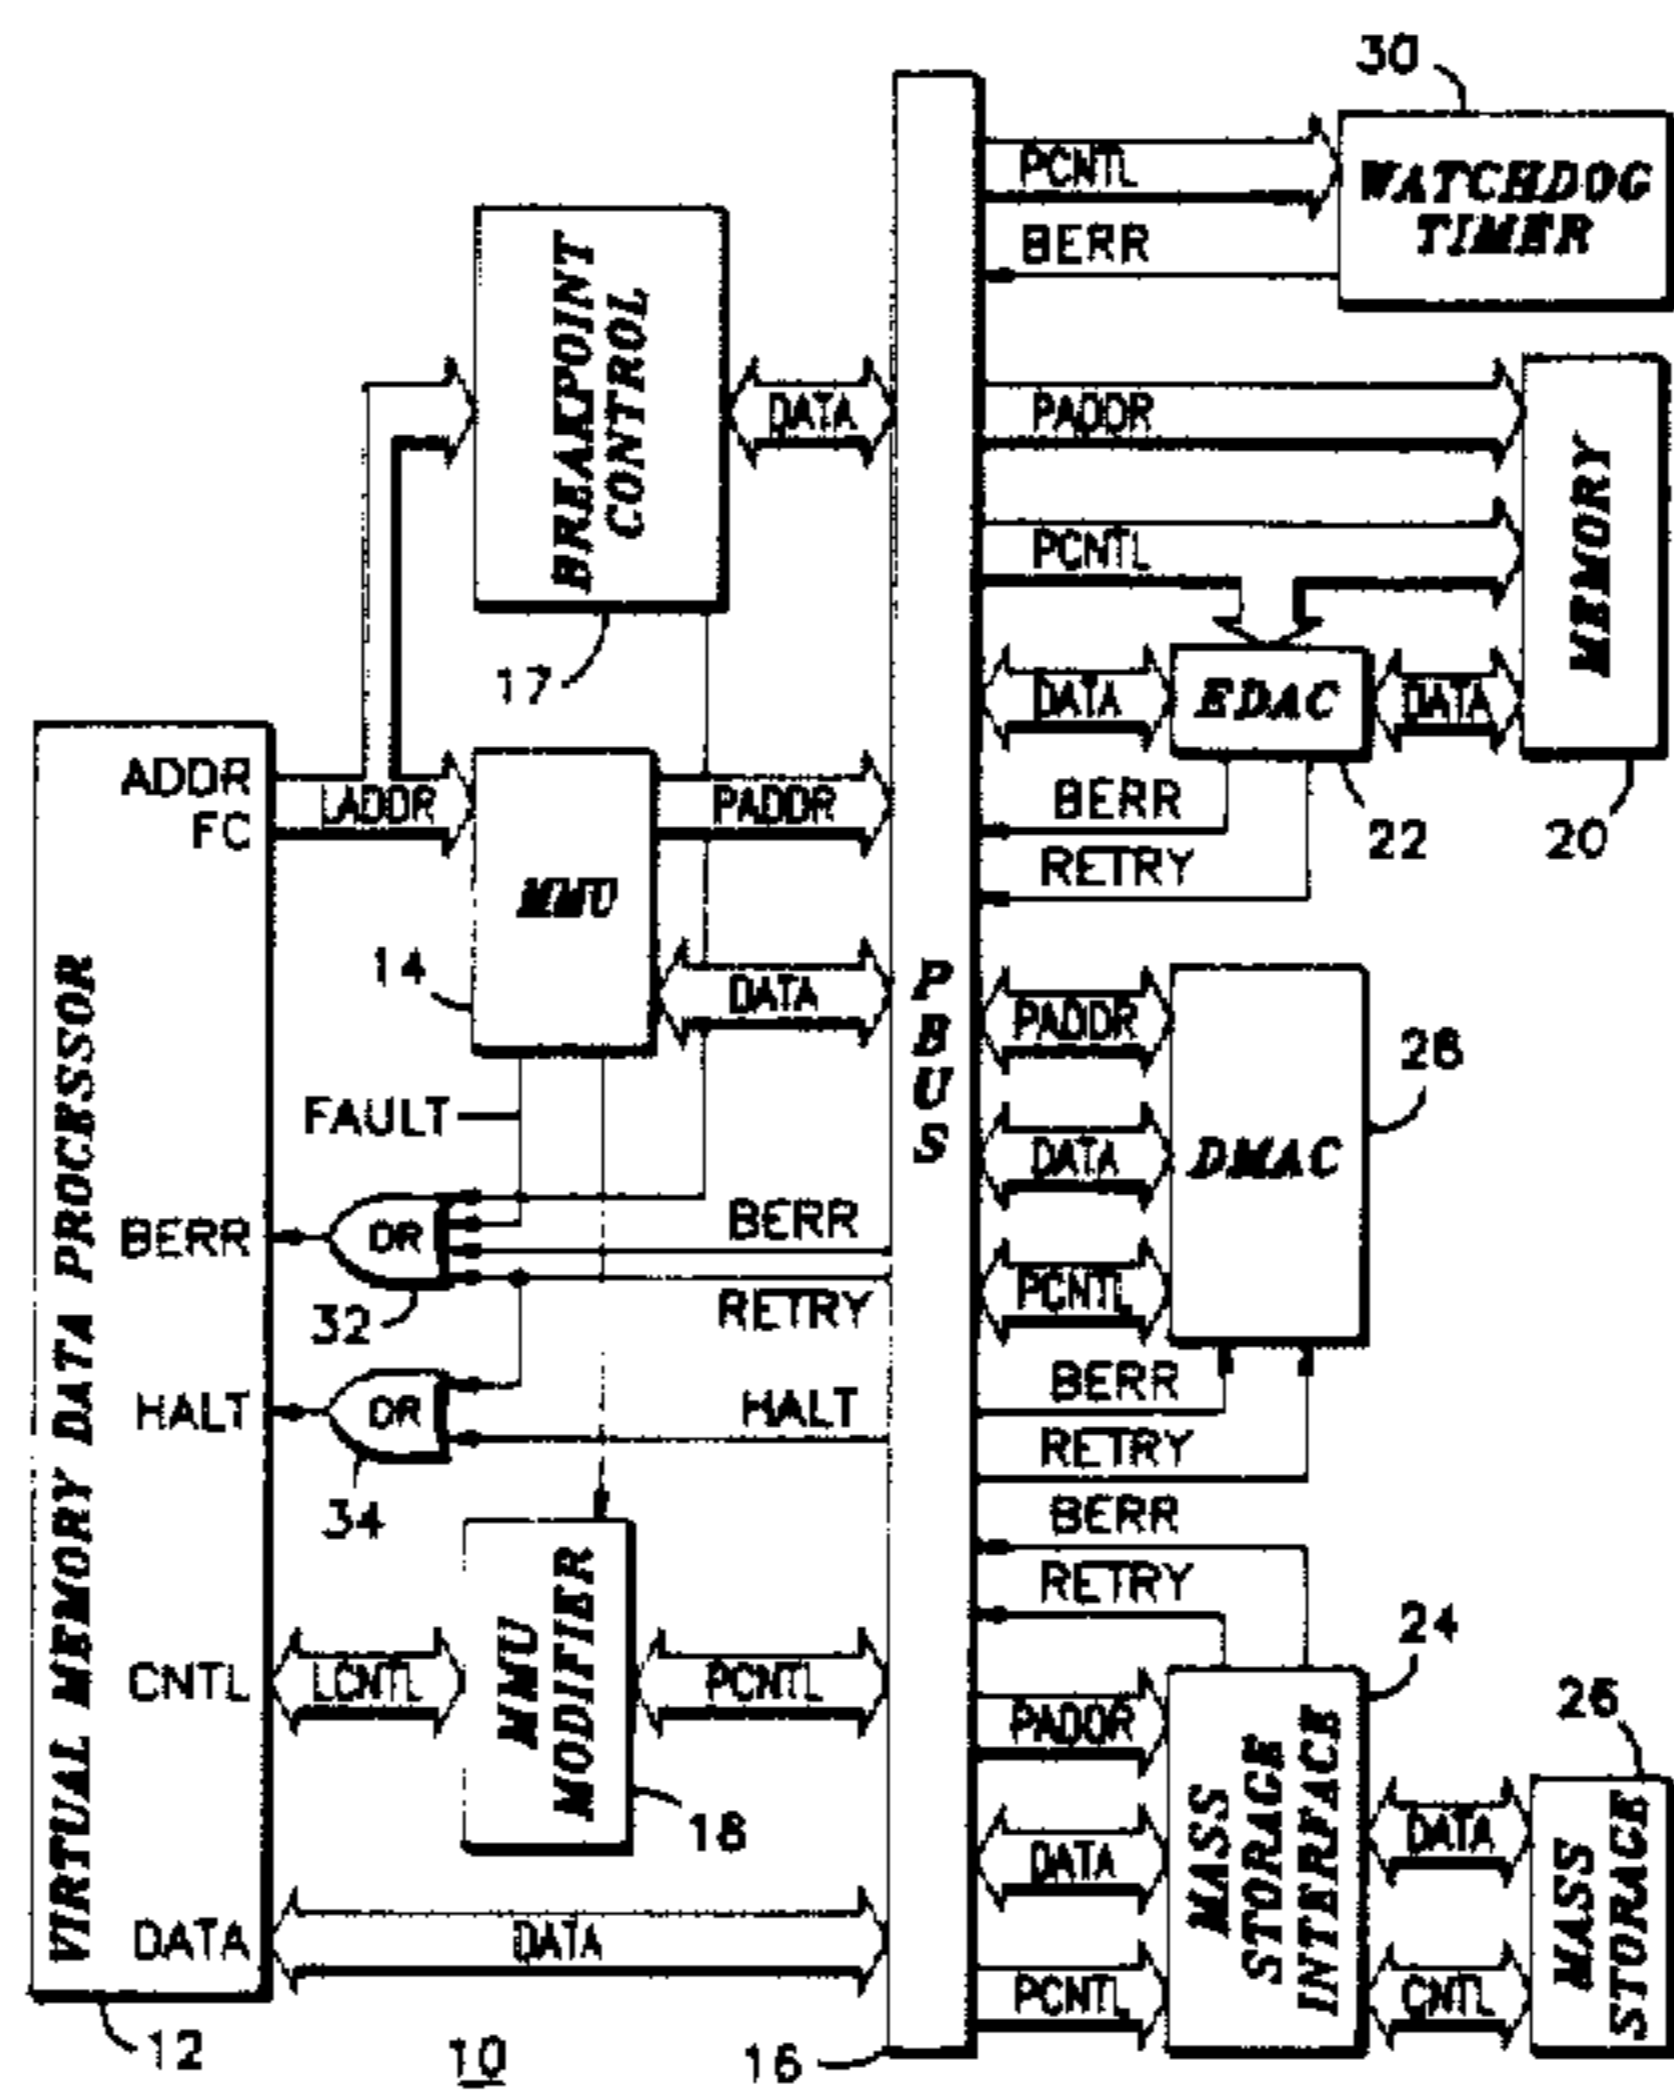 30
WATCHDOG
TIMER
PCNTL
BERR
BREAKPOINT
CONTROL
17
DATA
PADDR
PCNTL
MEMORY
20
DATA
EDAC
DATA
22
BERR
RETRY
VIRTUAL MEMORY DATA PROCESSOR
ADDR
FC
LADDR
MMU
14
PADDR
DATA
PBUS
FAULT
BERR
OR
32
BERR
RETRY
HALT
OR
34
HALT
PADDR
DATA
PCNTL
DMAC
28
BERR
RETRY
BERR
RETRY
CNTL
LCNTL
MMU
MODIFIER
18
PCNTL
DATA
DATA
12
10
16
PADDR
DATA
PCNTL
MASS
STORAGE
INTERFACE
24
DATA
CNTL
26
MASS
STORAGE